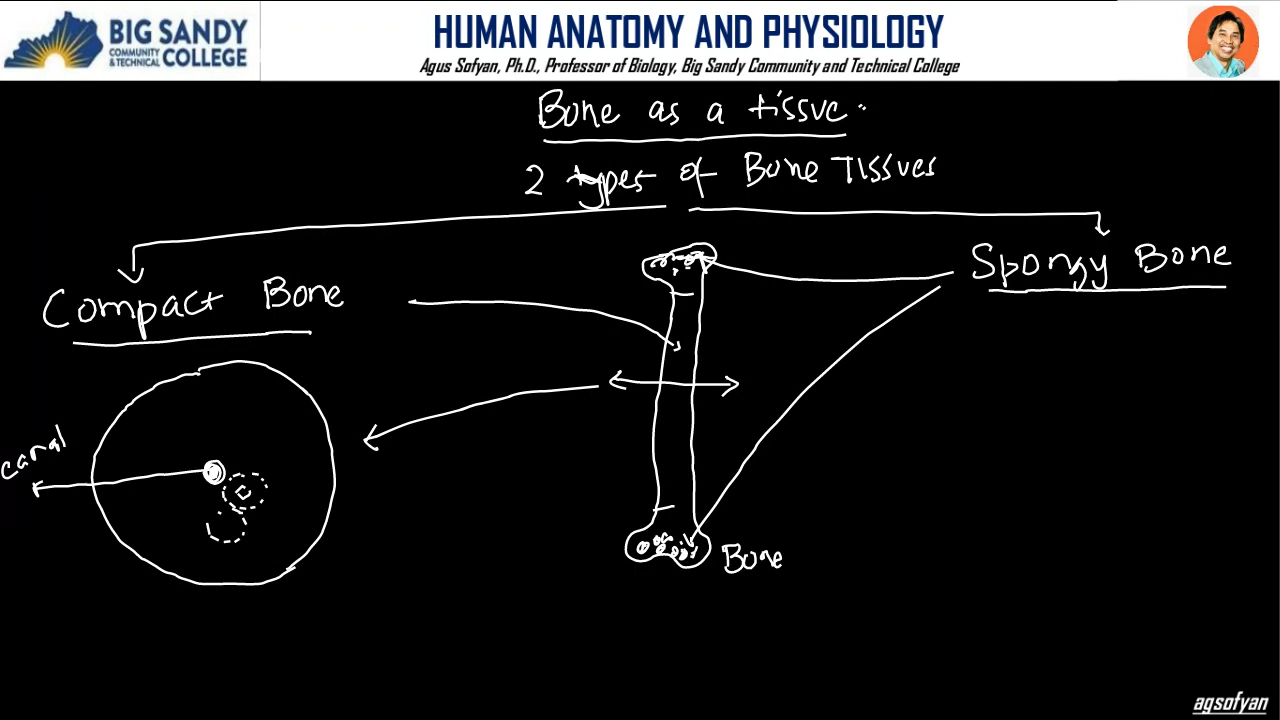 BIG SANDY
COMMUNITY
& TECHNICAL COLLEGE
HUMAN ANATOMY AND PHYSIOLOGY
Agus Sofyan, Ph.D., Professor of Biology, Big Sandy Community and Technical College
Bone as a tissue
2 types of Bone Tissues
Compact Bone
Spongy Bone
canal
Bone
agsofyan